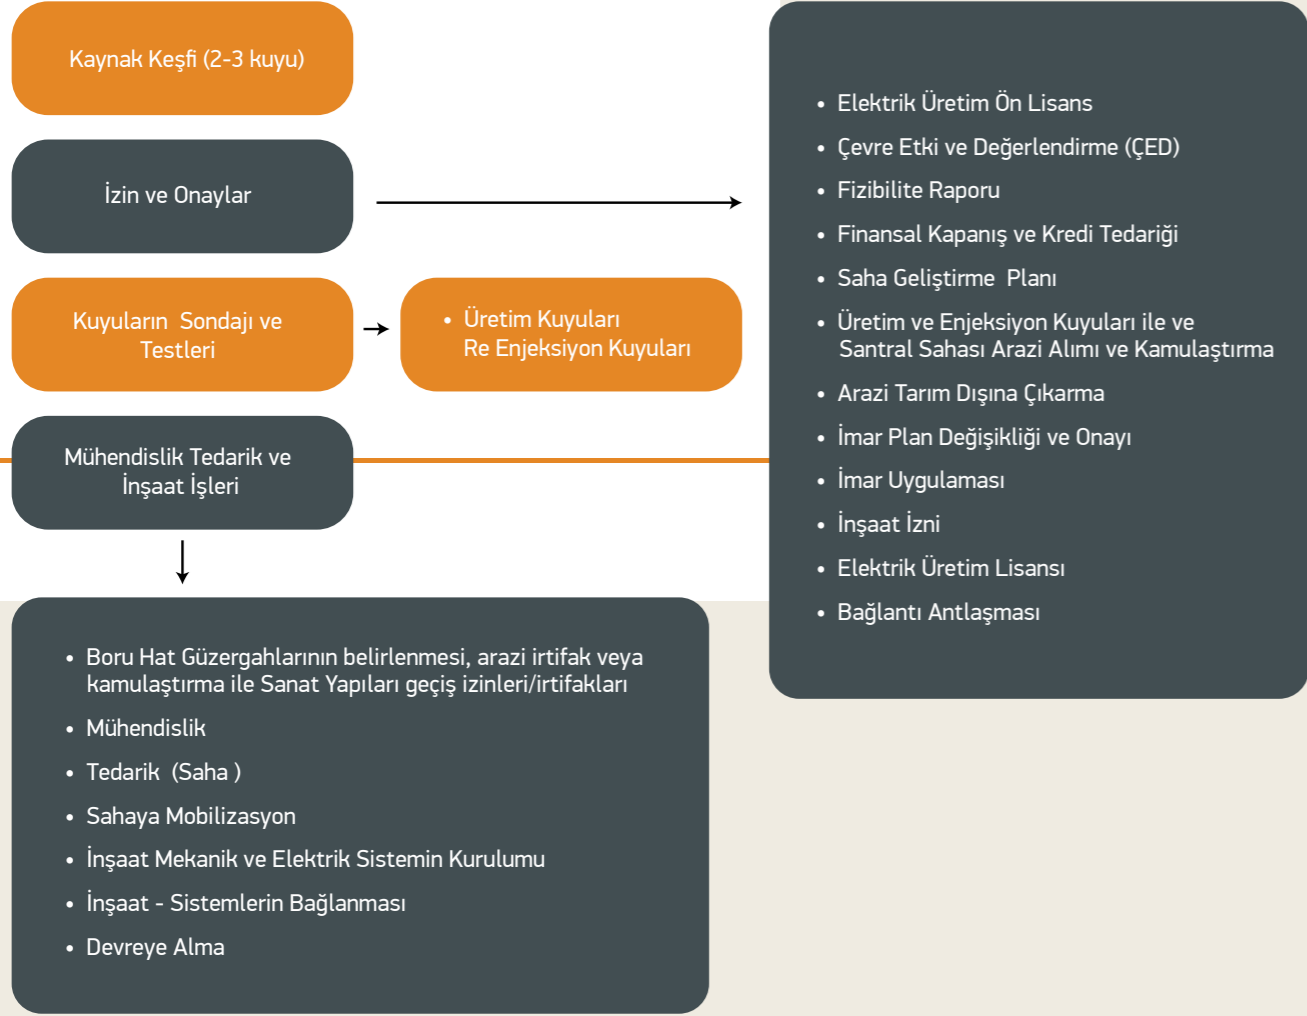 Kaynak Keşfi (2-3 kuyu)
İzin ve Onaylar
Kuyuların Sondajı ve
Testleri
• Üretim Kuyuları
Re Enjeksiyon Kuyuları
Mühendislik Tedarik ve
İnşaat İşleri
• Elektrik Üretim Ön Lisans
• Çevre Etki ve Değerlendirme (ÇED)
• Fizibilite Raporu
• Finansal Kapanış ve Kredi Tedariği
• Saha Geliştirme Planı
• Üretim ve Enjeksiyon Kuyuları ile ve
Santral Sahası Arazi Alımı ve Kamulaştırma
• Arazi Tarım Dışına Çıkarma
• İmar Plan Değişikliği ve Onayı
• İmar Uygulaması
• İnşaat İzni
• Elektrik Üretim Lisansı
• Bağlantı Antlaşması
• Boru Hat Güzergahlarının belirlenmesi, arazi irtifak veya
kamulaştırma ile Sanat Yapıları geçiş izinleri/irtifakları
• Mühendislik
• Tedarik (Saha )
• Sahaya Mobilizasyon
• İnşaat Mekanik ve Elektrik Sistemin Kurulumu
• İnşaat - Sistemlerin Bağlanması
• Devreye Alma